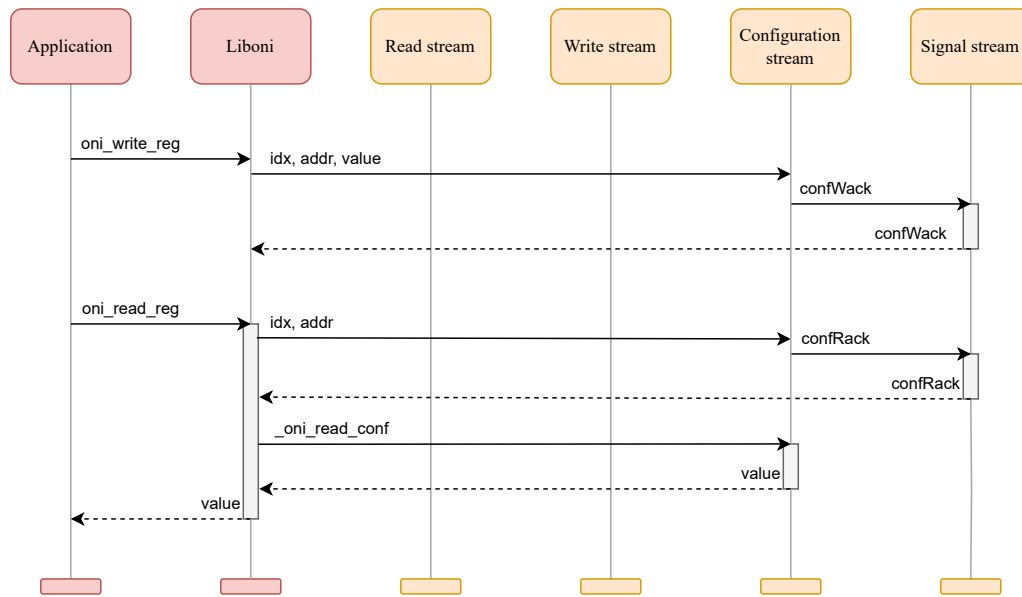 Application
Liboni
Read stream
Write stream
Configuration
stream
Signal stream
oni_write_reg
idx, addr, value
confWack
confWack
oni_read_reg
idx, addr
confRack
confRack
_oni_read_conf
value
value